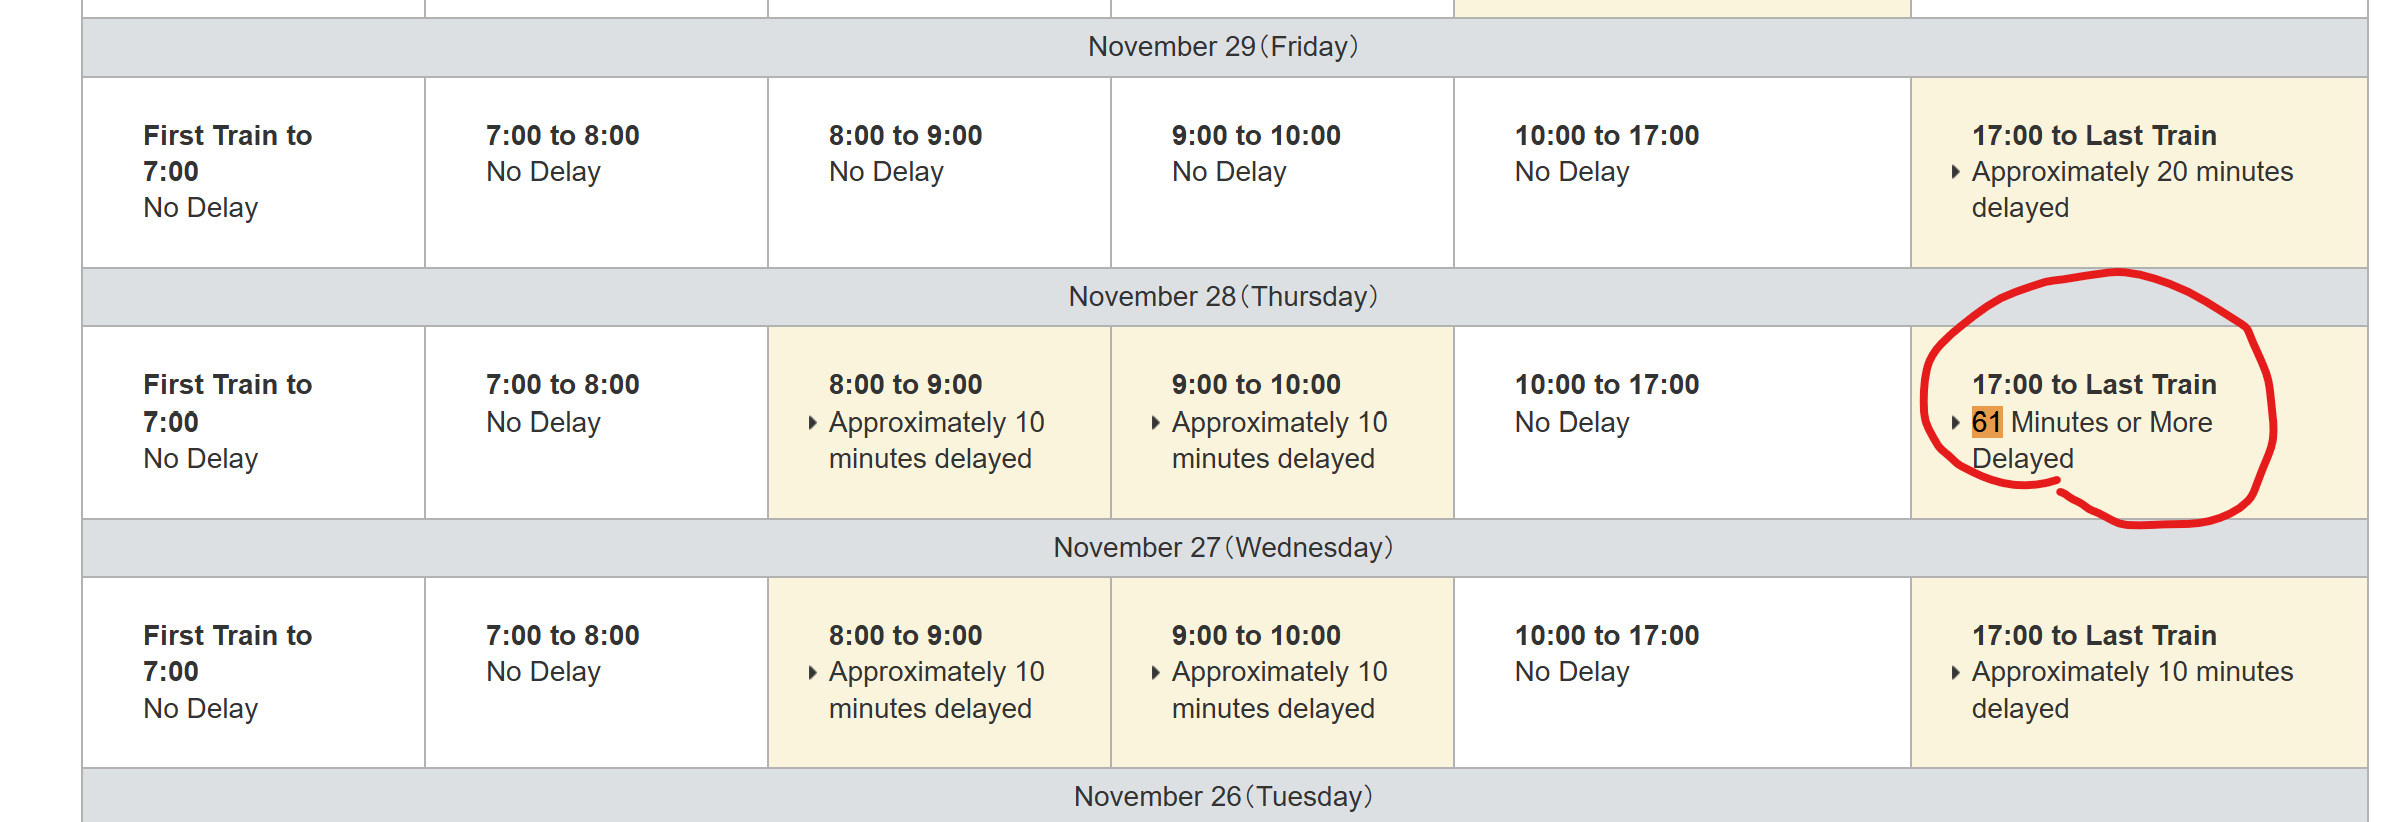 November 29（Friday）
First Train to
7:00
No Delay
7:00 to 8:00
No Delay
8:00 to 9:00
No Delay
9:00 to 10:00
No Delay
10:00 to 17:00
No Delay
17:00 to Last Train
Approximately 20 minutes
delayed
November 28（Thursday）
First Train to
7:00
No Delay
7:00 to 8:00
No Delay
8:00 to 9:00
Approximately 10
minutes delayed
9:00 to 10:00
Approximately 10
minutes delayed
10:00 to 17:00
No Delay
17:00 to Last Train
61 Minutes or More
Delayed
November 27（Wednesday）
First Train to
7:00
No Delay
7:00 to 8:00
No Delay
8:00 to 9:00
Approximately 10
minutes delayed
9:00 to 10:00
Approximately 10
minutes delayed
10:00 to 17:00
No Delay
17:00 to Last Train
Approximately 10 minutes
delayed
November 26（Tuesday）